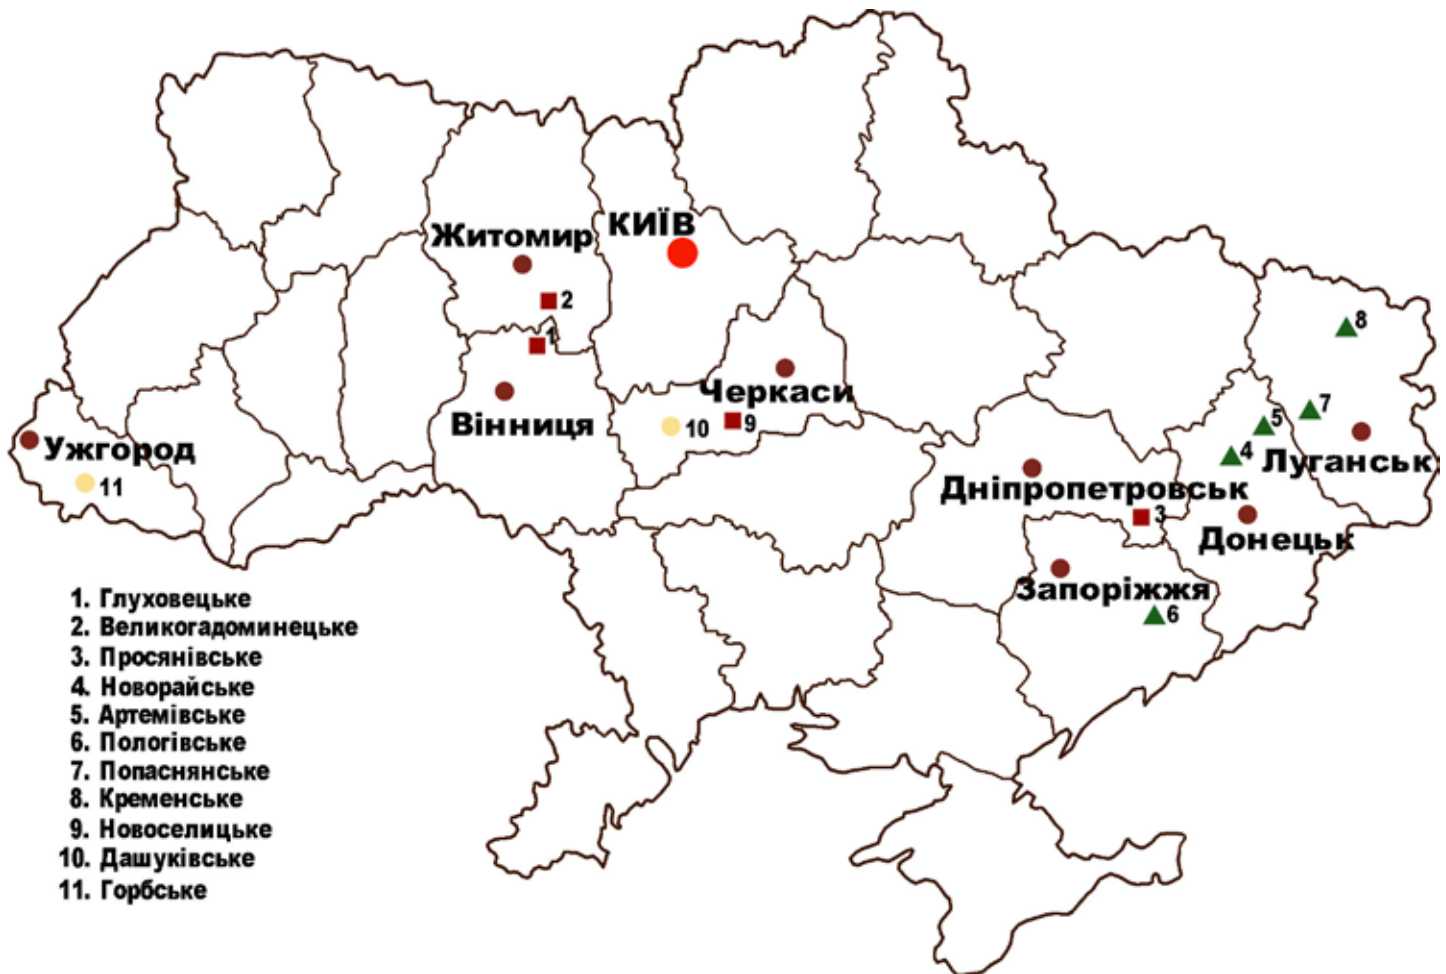 КИЇВ
Житомир
2
1
8
Черкаси
Вінниця
10
9
7
5
4
Ужгород
11
Луганськ
Дніпропетровськ
3
Донецьк
Запоріжжя
6
1. Глуховецьке
2. Великогадоминецьке
3. Просянівське
4. Новорайське
5. Артемівське
6. Пологівське
7. Попаснянське
8. Кременське
9. Новоселицьке
10. Дашуківське
11. Горбське